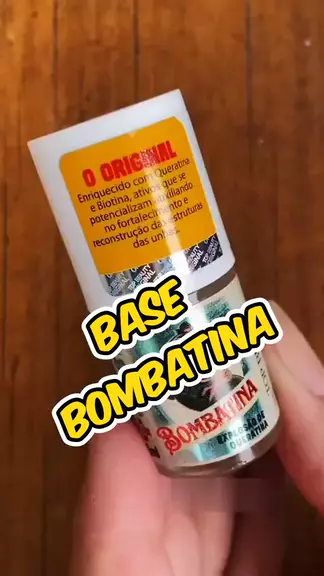 O ORIGINAL
Enriquecido com Queratina
e Biotina, ativos que se
potencializam auxiliando
no fortalecimento e
reconstrução das estruturas
das unhas.
BASE
BOMBATINA
BOMBATINA
EXPLOSÃO DE
QUERATINA